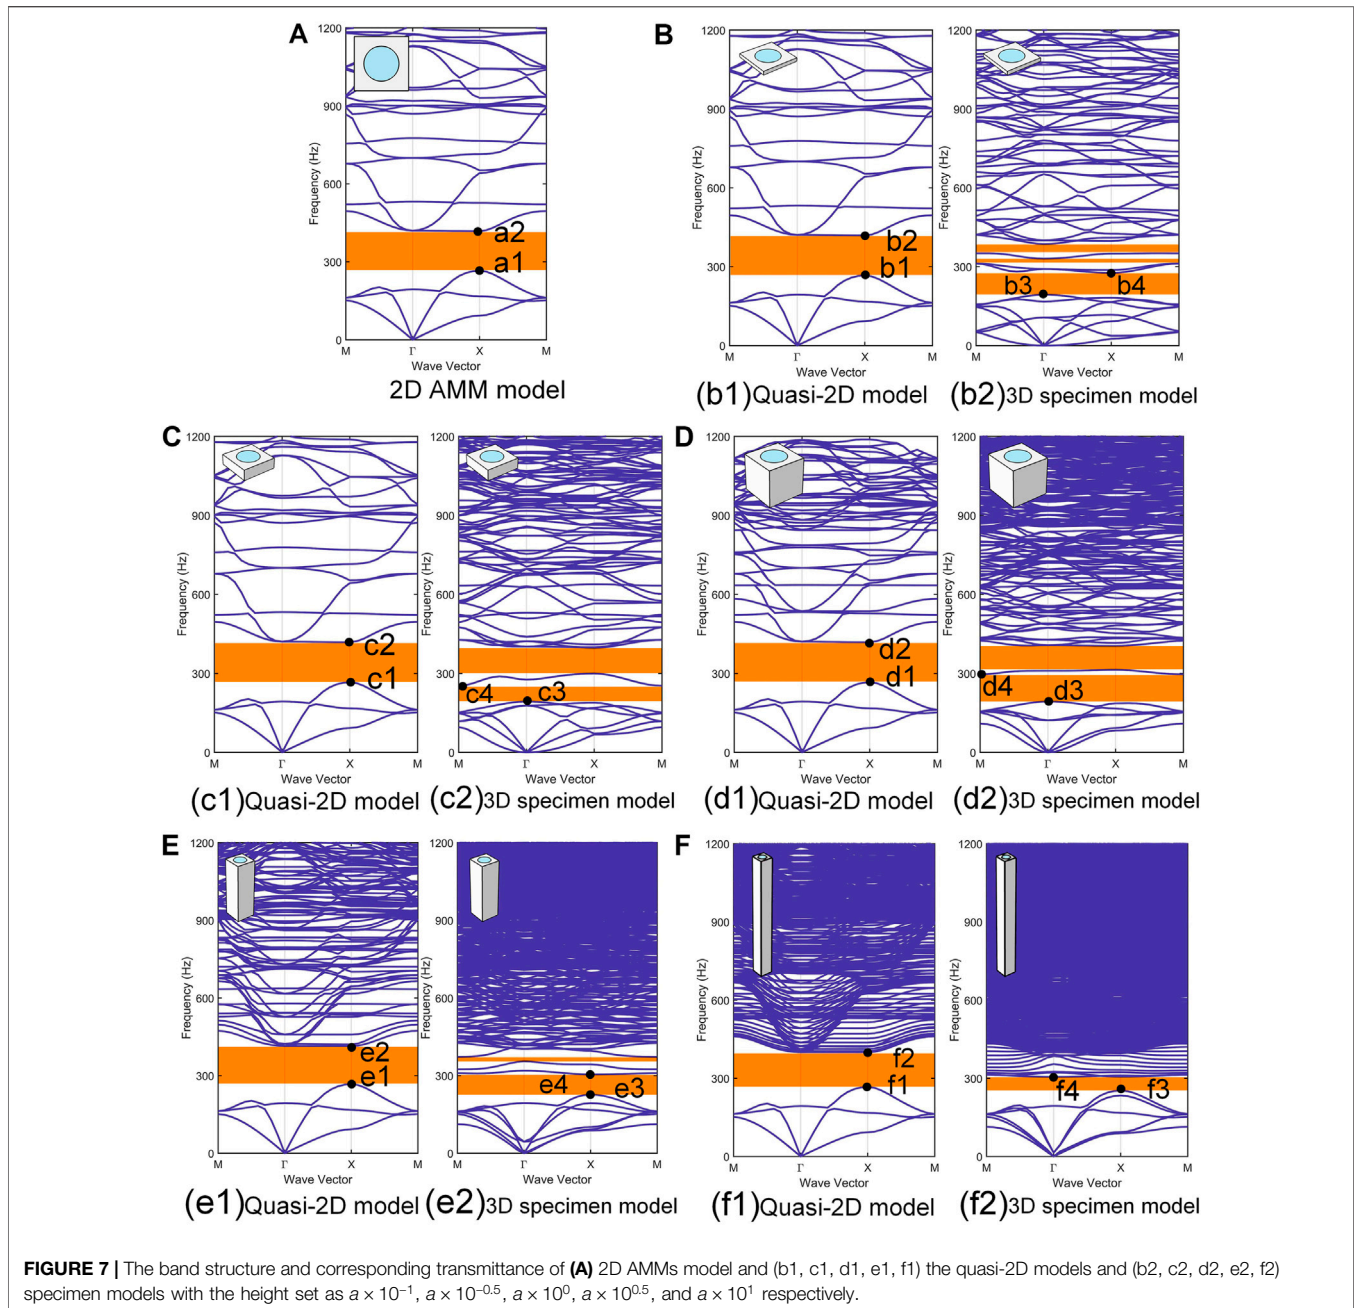 A
1200
900
600
300
0
Frequency (Hz)
a2
a1
M Γ X M
Wave Vector
2D AMM model
B
1200
900
600
300
0
Frequency (Hz)
b2
b1
M Γ X M
Wave Vector
(b1)Quasi-2D model
1200
900
600
300
0
Frequency (Hz)
b3
b4
M Γ X M
Wave Vector
(b2)3D specimen model
C
1200
900
600
300
0
Frequency (Hz)
c2
c1
M Γ X M
Wave Vector
(c1)Quasi-2D model
1200
900
600
300
0
Frequency (Hz)
c4
c3
M Γ X M
Wave Vector
(c2)3D specimen model
D
1200
900
600
300
0
Frequency (Hz)
d2
d1
M Γ X M
Wave Vector
(d1)Quasi-2D model
1200
900
600
300
0
Frequency (Hz)
d4
d3
M Γ X M
Wave Vector
(d2)3D specimen model
E
1200
900
600
300
0
Frequency (Hz)
e2
e1
M Γ X M
Wave Vector
(e1)Quasi-2D model
1200
900
600
300
0
Frequency (Hz)
e4
e3
M Γ X M
Wave Vector
(e2)3D specimen model
F
1200
900
600
300
0
Frequency (Hz)
f2
f1
M Γ X M
Wave Vector
(f1)Quasi-2D model
1200
900
600
300
0
Frequency (Hz)
f4
f3
M Γ X M
Wave Vector
(f2)3D specimen model
FIGURE 7 | The band structure and corresponding transmittance of (A) 2D AMMs model and (b1, c1, d1, e1, f1) the quasi-2D models and (b2, c2, d2, e2, f2)
specimen models with the height set as a × 10⁻¹, a × 10⁻⁰·⁵, a × 10⁰, a × 10⁰·⁵, and a × 10¹ respectively.